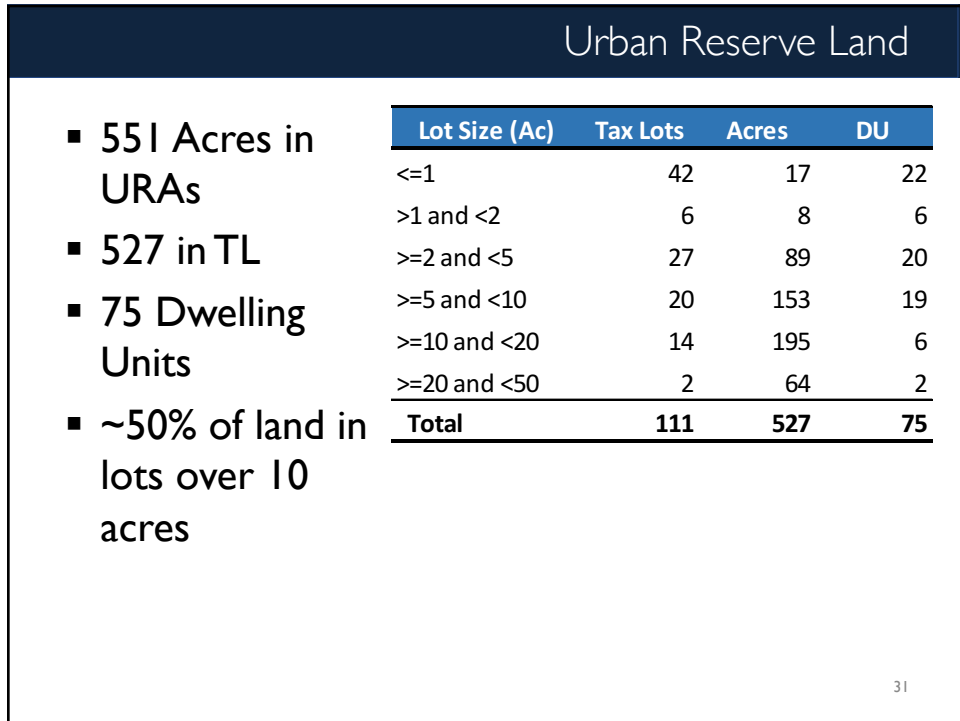 Urban Reserve Land
▪ 551 Acres in
URAs
▪ 527 in TL
▪ 75 Dwelling
Units
▪ ~50% of land in
lots over 10
acres
Lot Size (Ac) Tax Lots Acres DU
<=1 42 17 22
>1 and <2 6 8 6
>=2 and <5 27 89 20
>=5 and <10 20 153 19
>=10 and <20 14 195 6
>=20 and <50 2 64 2
Total 111 527 75
31